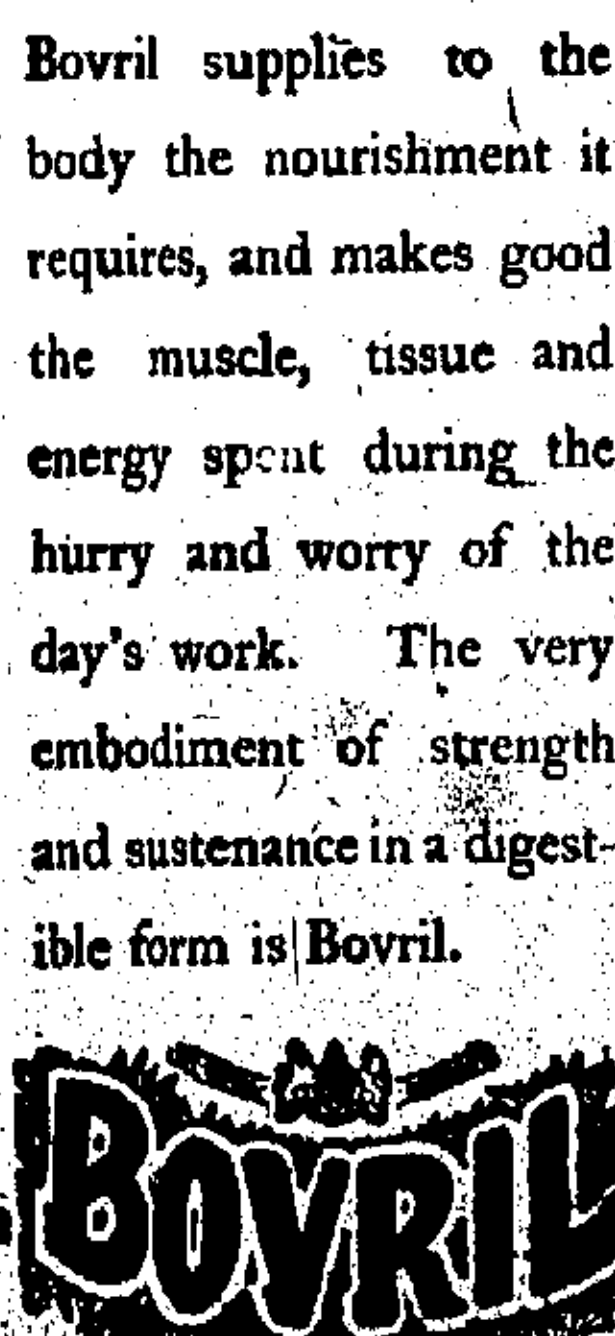 Bovril supplies to the
body the nourishment it
requires, and makes good
the muscle, tissue and
energy spent during the
hurry and worry of the
day's work. The very
embodiment of strength
and sustenance in a digest-
ible form is Bovril.
BOVRIL